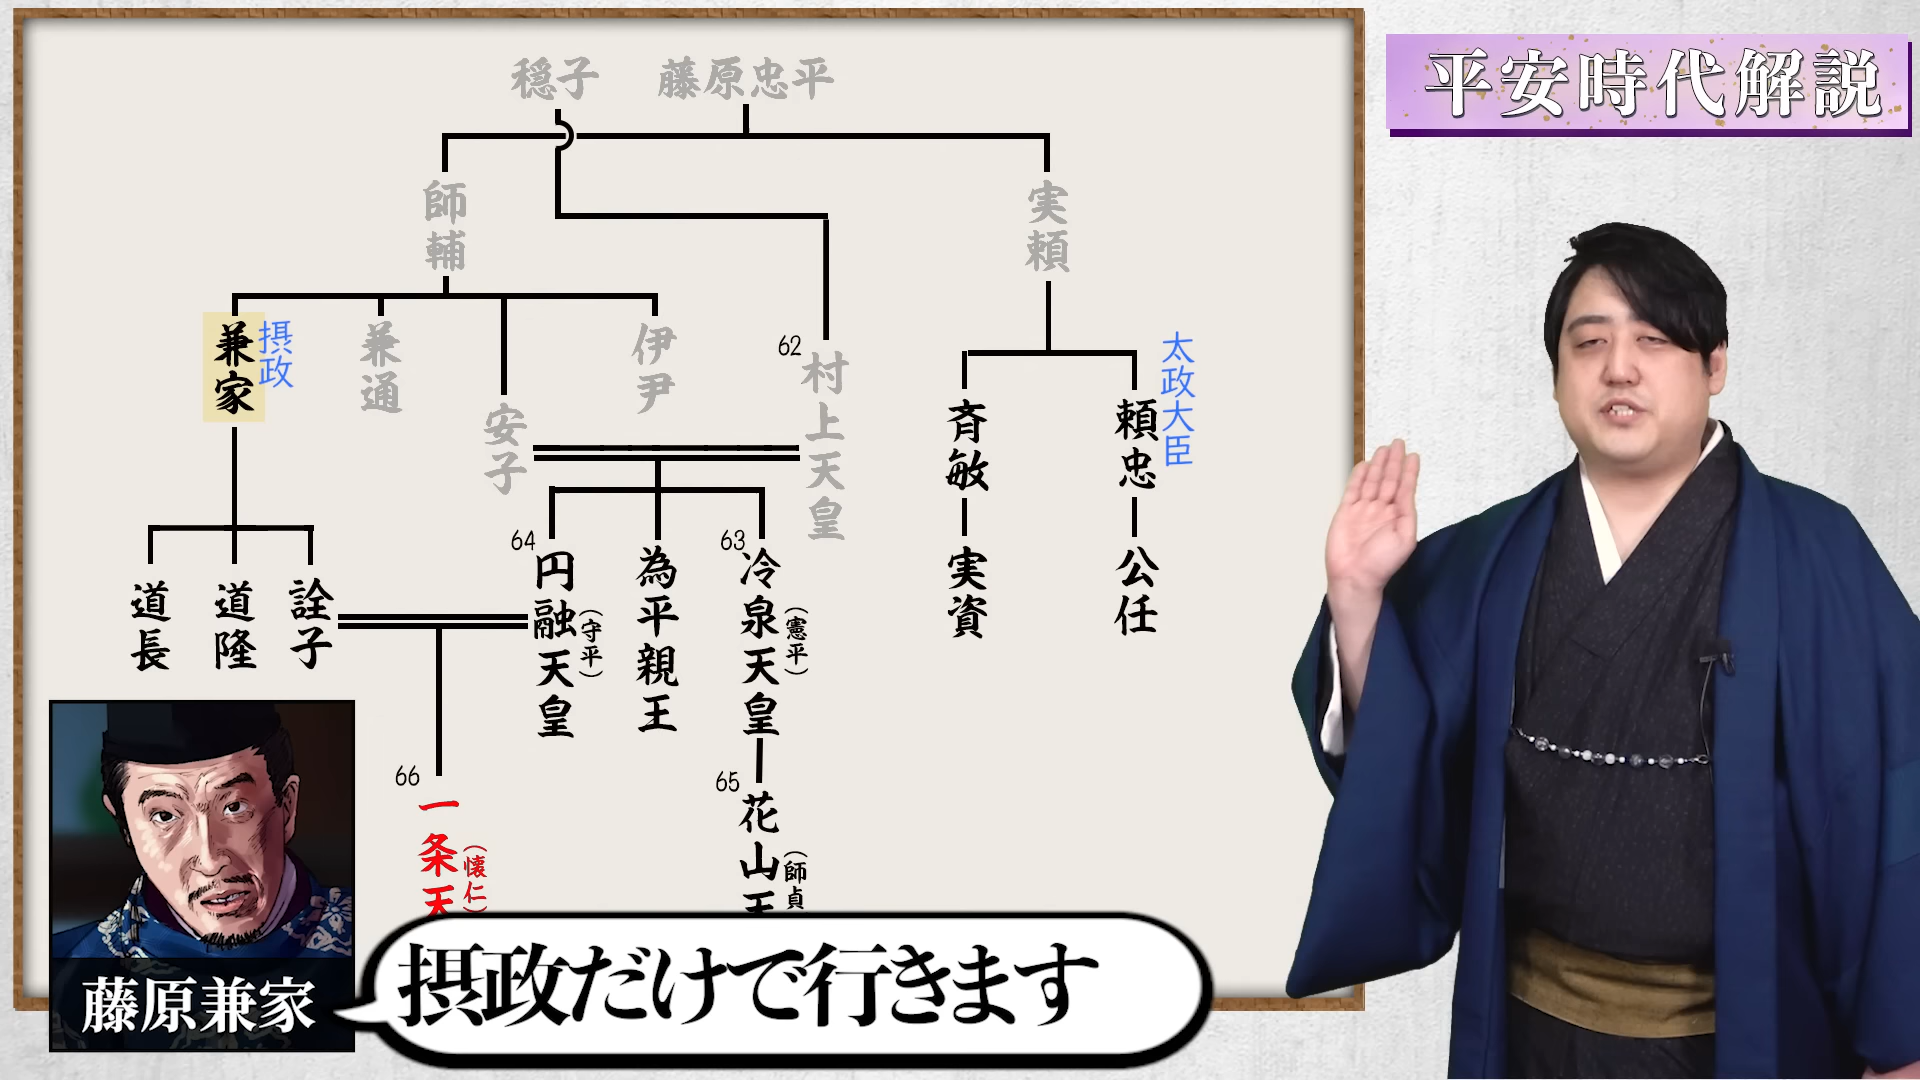 平安時代解説
穏子
藤原忠平
師輔
実頼
兼家
摂政
兼通
安子
伊尹
62
村上天皇
斉敏
頼忠
太政大臣
道長
道隆
詮子
64
円融天皇
(守平)
為平親王
63
冷泉天皇
(憲平)
実資
公任
66
一条天
(懐仁)
65
花山天
(師貞
藤原兼家
摂政だけで行きます